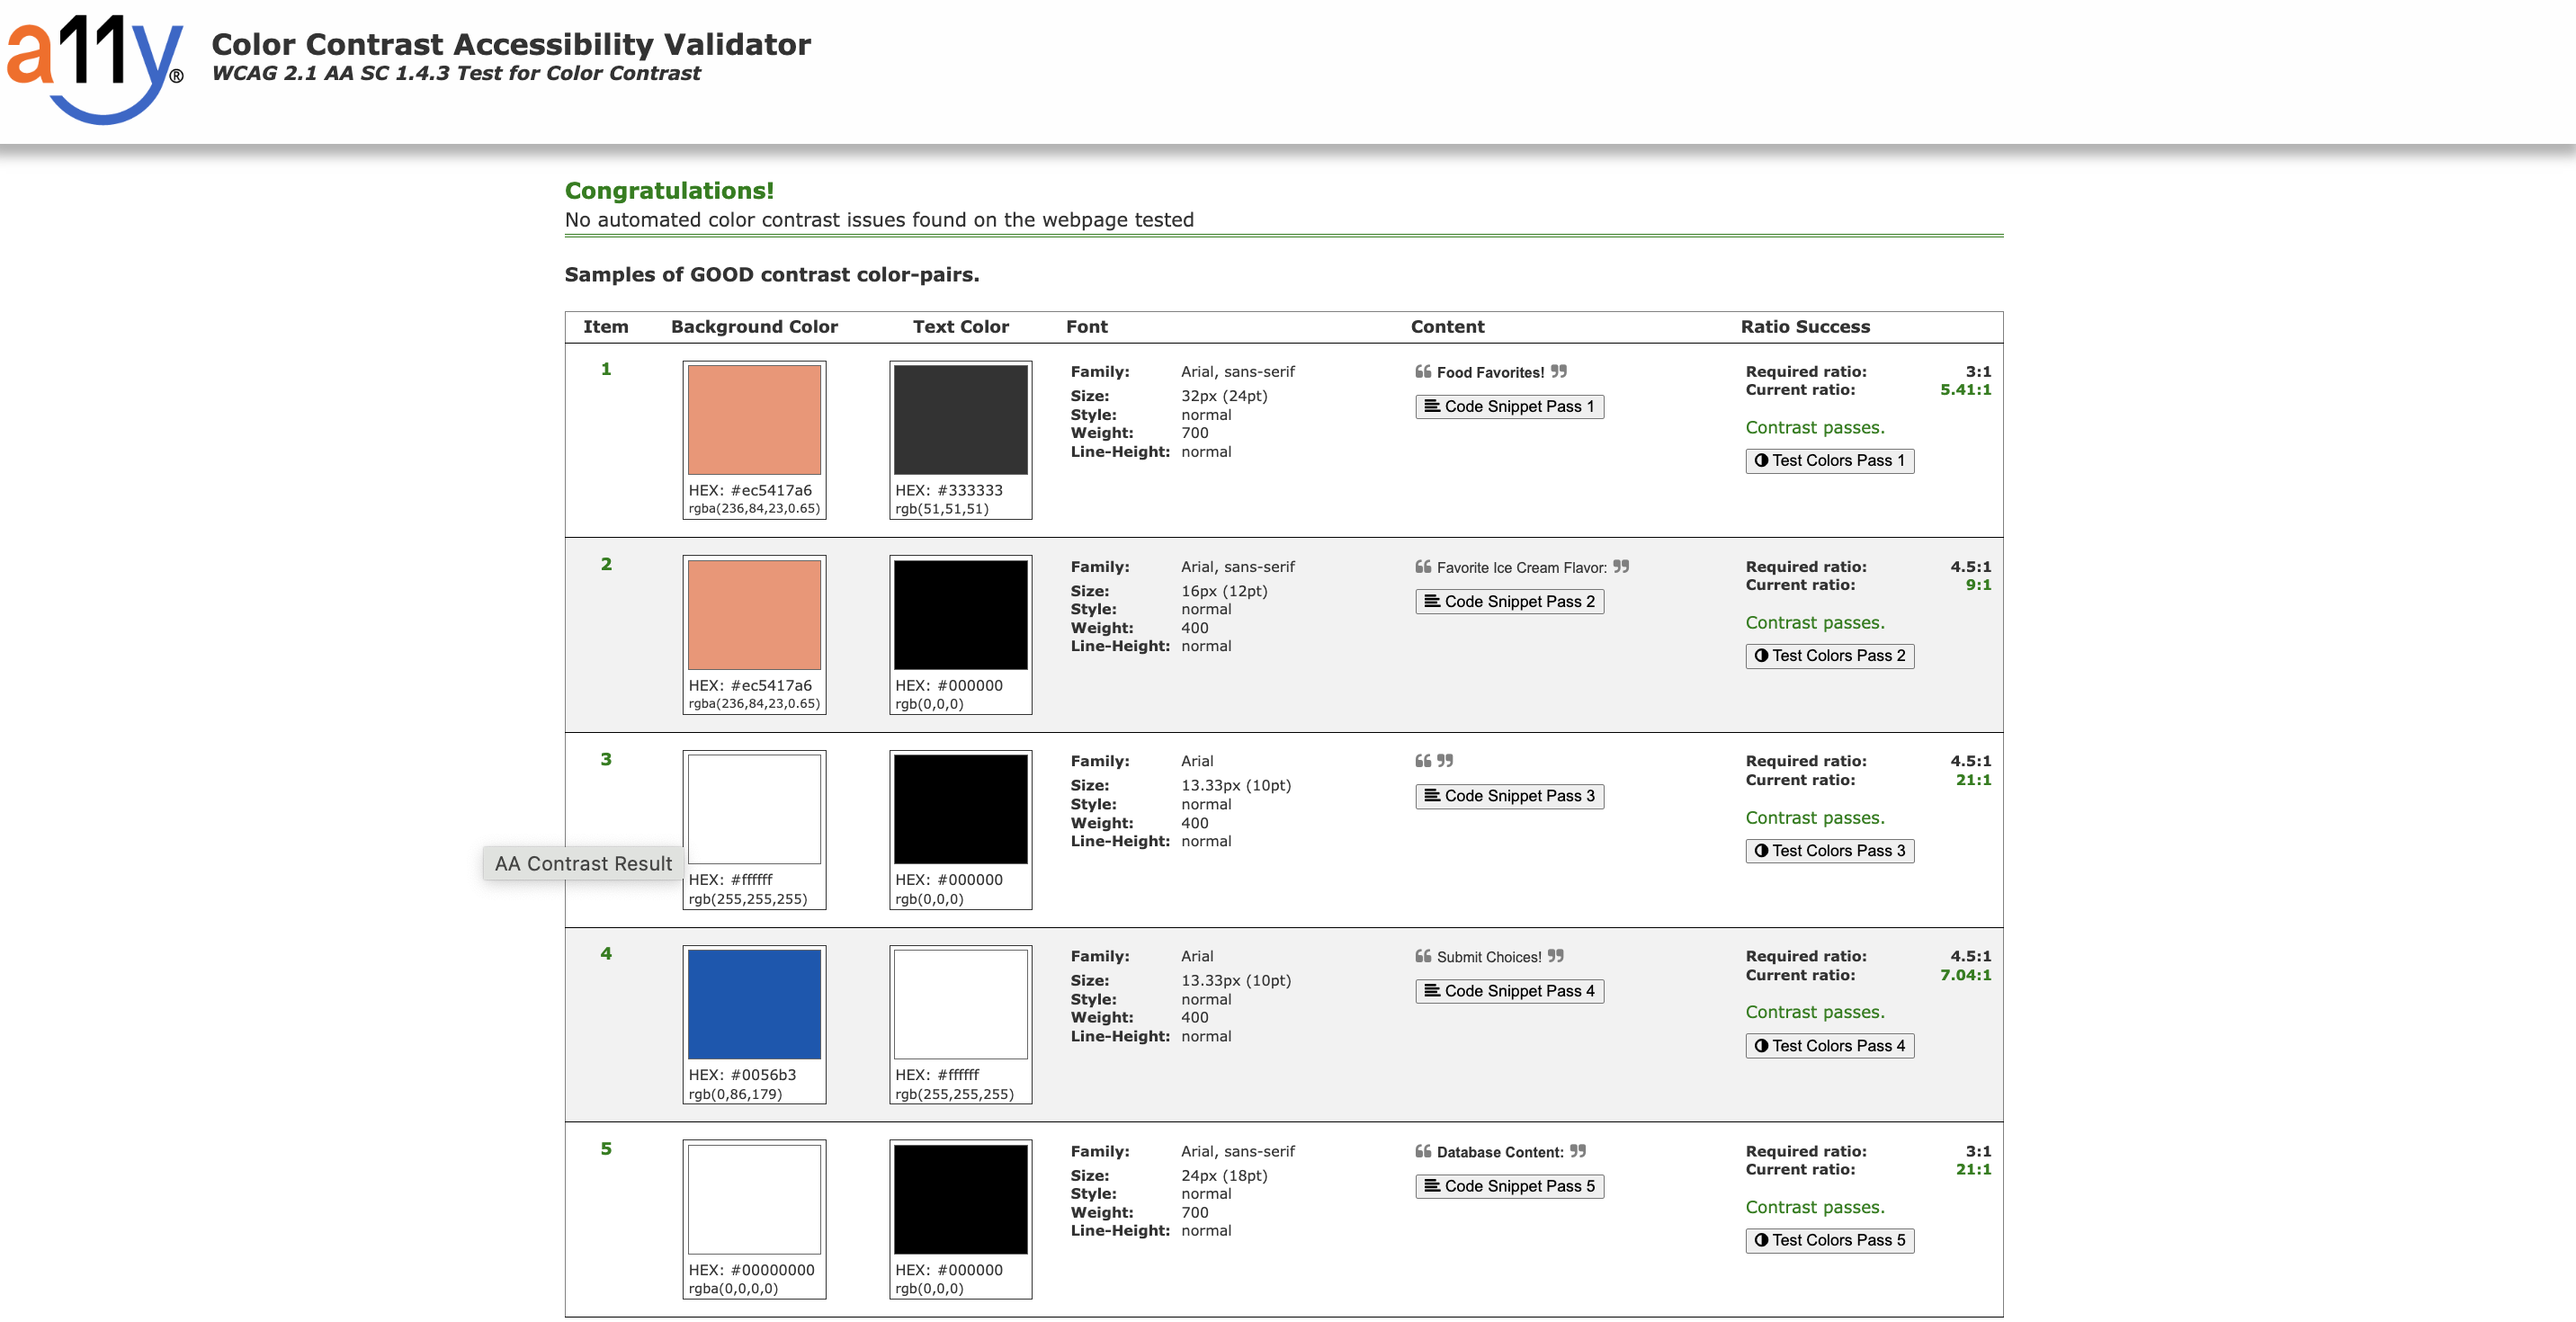 a11y®
Color Contrast Accessibility Validator
WCAG 2.1 AA SC 1.4.3 Test for Color Contrast
Congratulations!
No automated color contrast issues found on the webpage tested
Samples of GOOD contrast color-pairs.
Item Background Color Text Color Font Content Ratio Success
1
HEX: #ec5417a6
rgba(236,84,23,0.65)
HEX: #333333
rgb(51,51,51)
Family: Arial, sans-serif
Size: 32px (24pt)
Style: normal
Weight: 700
Line-Height: normal
❝ Food Favorites! ❞
Code Snippet Pass 1
Required ratio: 3:1
Current ratio: 5.41:1
Contrast passes.
Test Colors Pass 1
2
HEX: #ec5417a6
rgba(236,84,23,0.65)
HEX: #000000
rgb(0,0,0)
Family: Arial, sans-serif
Size: 16px (12pt)
Style: normal
Weight: 400
Line-Height: normal
❝ Favorite Ice Cream Flavor: ❞
Code Snippet Pass 2
Required ratio: 4.5:1
Current ratio: 9:1
Contrast passes.
Test Colors Pass 2
3
AA Contrast Result
HEX: #ffffff
rgb(255,255,255)
HEX: #000000
rgb(0,0,0)
Family: Arial
Size: 13.33px (10pt)
Style: normal
Weight: 400
Line-Height: normal
❝ ❞
Code Snippet Pass 3
Required ratio: 4.5:1
Current ratio: 21:1
Contrast passes.
Test Colors Pass 3
4
HEX: #0056b3
rgb(0,86,179)
HEX: #ffffff
rgb(255,255,255)
Family: Arial
Size: 13.33px (10pt)
Style: normal
Weight: 400
Line-Height: normal
❝ Submit Choices! ❞
Code Snippet Pass 4
Required ratio: 4.5:1
Current ratio: 7.04:1
Contrast passes.
Test Colors Pass 4
5
HEX: #00000000
rgba(0,0,0,0)
HEX: #000000
rgb(0,0,0)
Family: Arial, sans-serif
Size: 24px (18pt)
Style: normal
Weight: 700
Line-Height: normal
❝ Database Content: ❞
Code Snippet Pass 5
Required ratio: 3:1
Current ratio: 21:1
Contrast passes.
Test Colors Pass 5